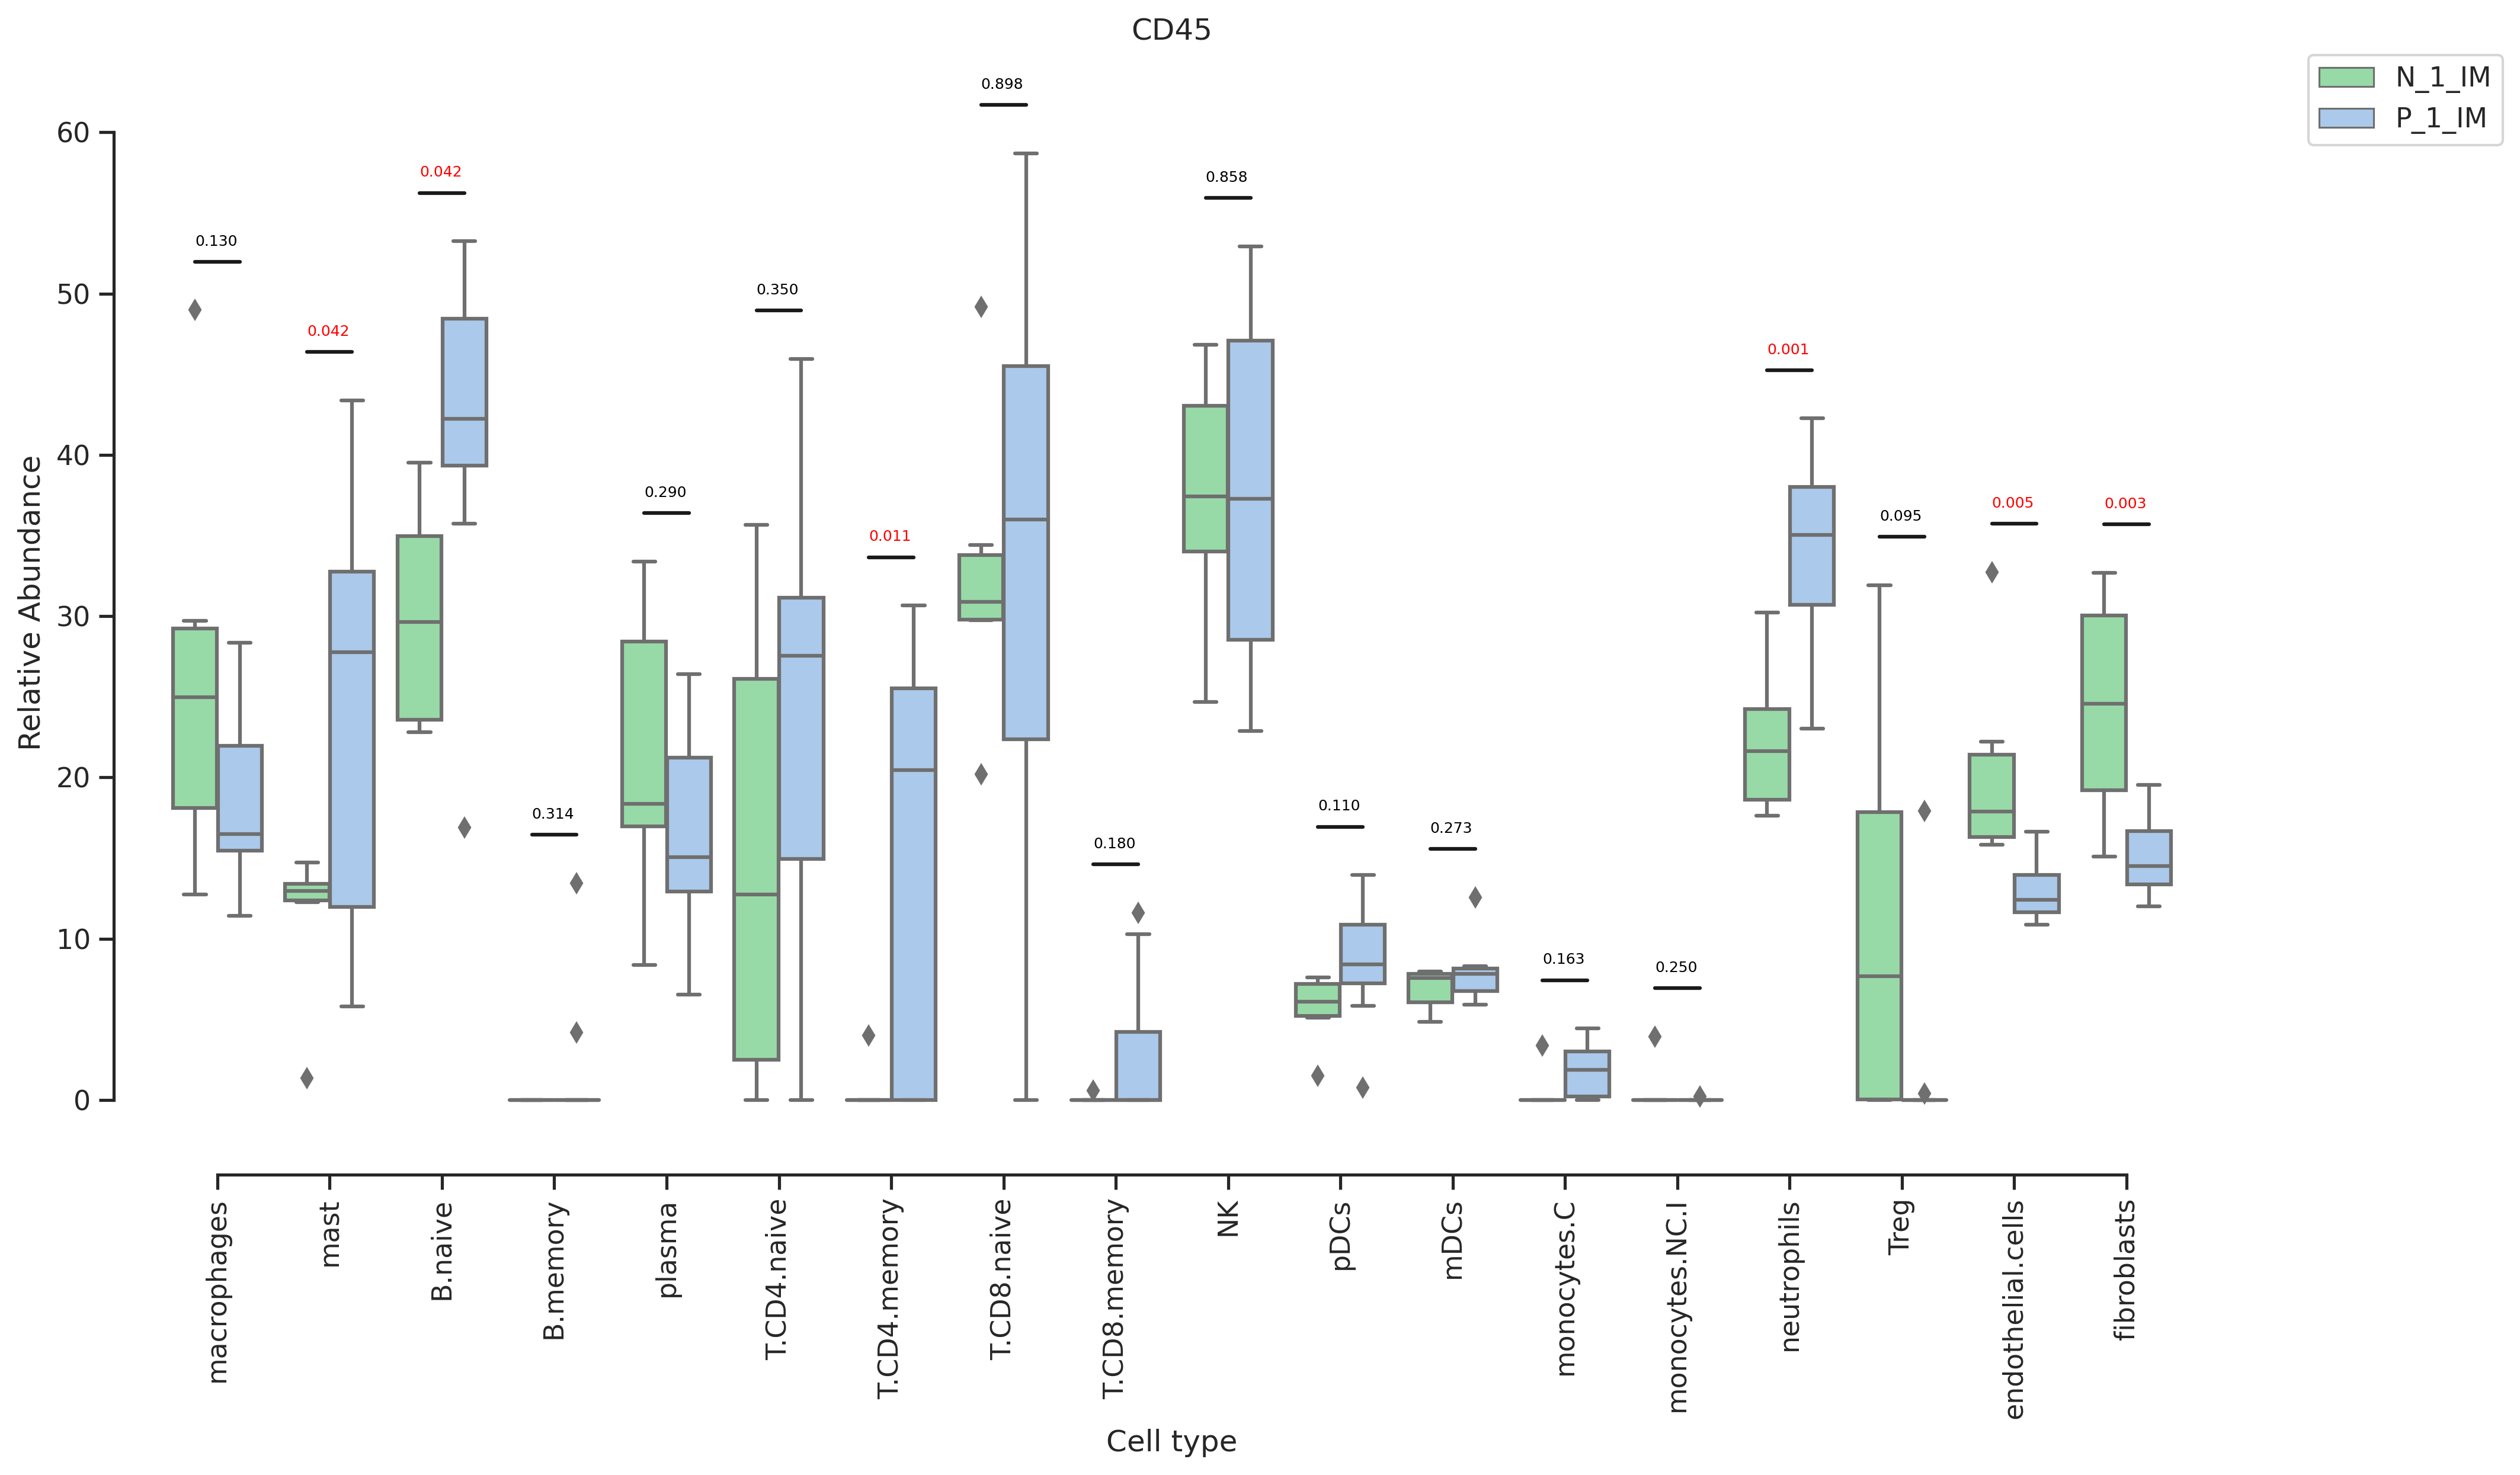 CD45
N_1_IM
P_1_IM
Relative Abundance
60
50
40
30
20
10
0
0.130
0.042
0.042
0.314
0.290
0.350
0.011
0.898
0.180
0.858
0.110
0.273
0.163
0.250
0.001
0.095
0.005
0.003
macrophages
mast
B.naive
B.memory
plasma
T.CD4.naive
T.CD4.memory
T.CD8.naive
T.CD8.memory
NK
pDCs
mDCs
monocytes.C
monocytes.NC.I
neutrophils
Treg
endothelial.cells
fibroblasts
Cell type